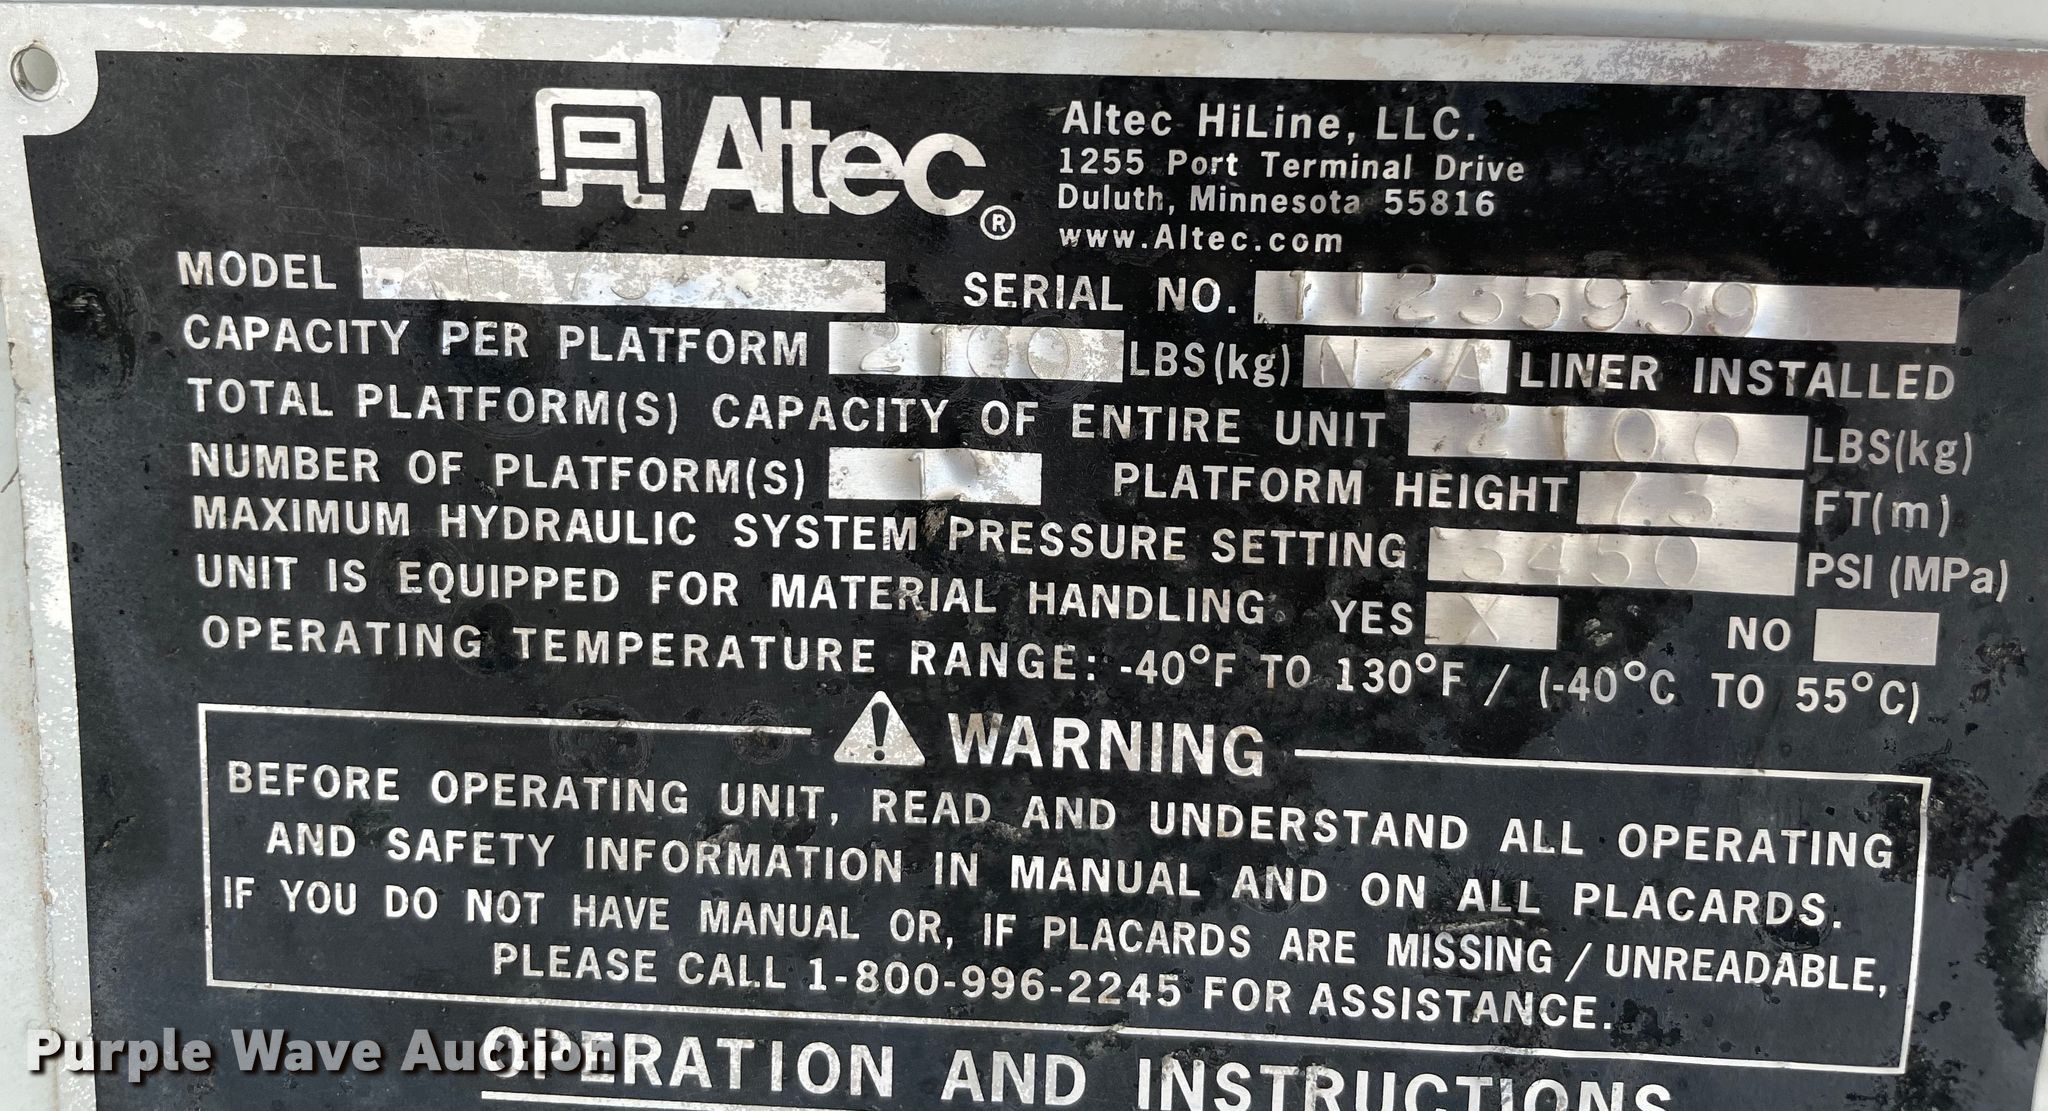 Altec®
Altec HiLine, LLC.
1255 Port Terminal Drive
Duluth, Minnesota 55816
www.Altec.com
MODEL
SERIAL NO. 11235939
CAPACITY PER PLATFORM 2100 LBS(kg) N/A LINER INSTALLED
TOTAL PLATFORM(S) CAPACITY OF ENTIRE UNIT 2100 LBS(kg)
NUMBER OF PLATFORM(S) PLATFORM HEIGHT FT(m)
MAXIMUM HYDRAULIC SYSTEM PRESSURE SETTING 3450 PSI (MPa)
UNIT IS EQUIPPED FOR MATERIAL HANDLING: YES X NO
OPERATING TEMPERATURE RANGE: -40°F TO 130°F / (-40°C TO 55°C)
WARNING
BEFORE OPERATING UNIT, READ AND UNDERSTAND ALL OPERATING
AND SAFETY INFORMATION IN MANUAL AND ON ALL PLACARDS.
IF YOU DO NOT HAVE MANUAL OR, IF PLACARDS ARE MISSING / UNREADABLE,
PLEASE CALL 1-800-996-2245 FOR ASSISTANCE.
OPERATION AND INSTRUCTIONS
Purple Wave Auction